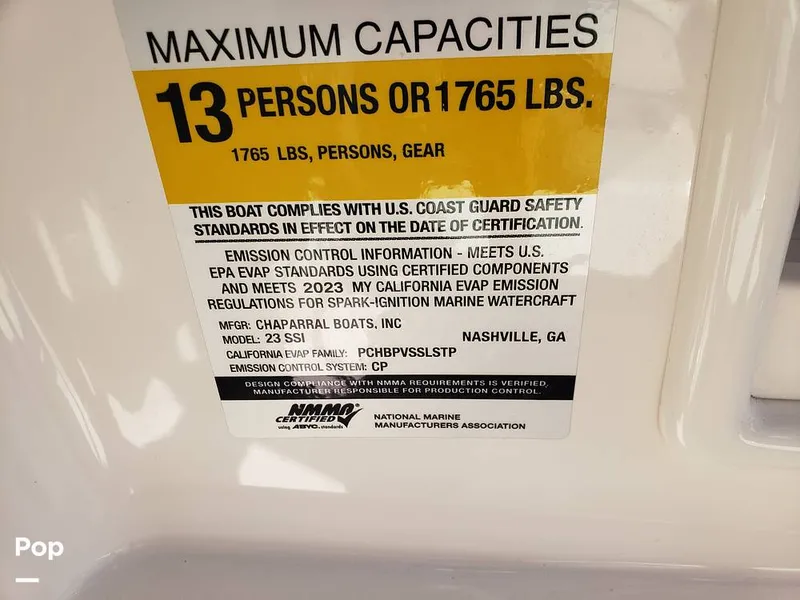 MAXIMUM CAPACITIES
13 PERSONS OR 1765 LBS.
1765 LBS, PERSONS, GEAR
THIS BOAT COMPLIES WITH U.S. COAST GUARD SAFETY
STANDARDS IN EFFECT ON THE DATE OF CERTIFICATION.
EMISSION CONTROL INFORMATION - MEETS U.S.
EPA EVAP STANDARDS USING CERTIFIED COMPONENTS
AND MEETS 2023 MY CALIFORNIA EVAP EMISSION
REGULATIONS FOR SPARK-IGNITION MARINE WATERCRAFT
MFGR: CHAPARRAL BOATS, INC
MODEL: 23 SSI NASHVILLE, GA
CALIFORNIA EVAP FAMILY: PCHBPVSSLSTP
EMISSION CONTROL SYSTEM: CP
DESIGN COMPLIANCE WITH NMMA REQUIREMENTS IS VERIFIED,
MANUFACTURER RESPONSIBLE FOR PRODUCTION CONTROL.
NMMA®
CERTIFIED
using ABYC. standards
NATIONAL MARINE
MANUFACTURERS ASSOCIATION
Pop